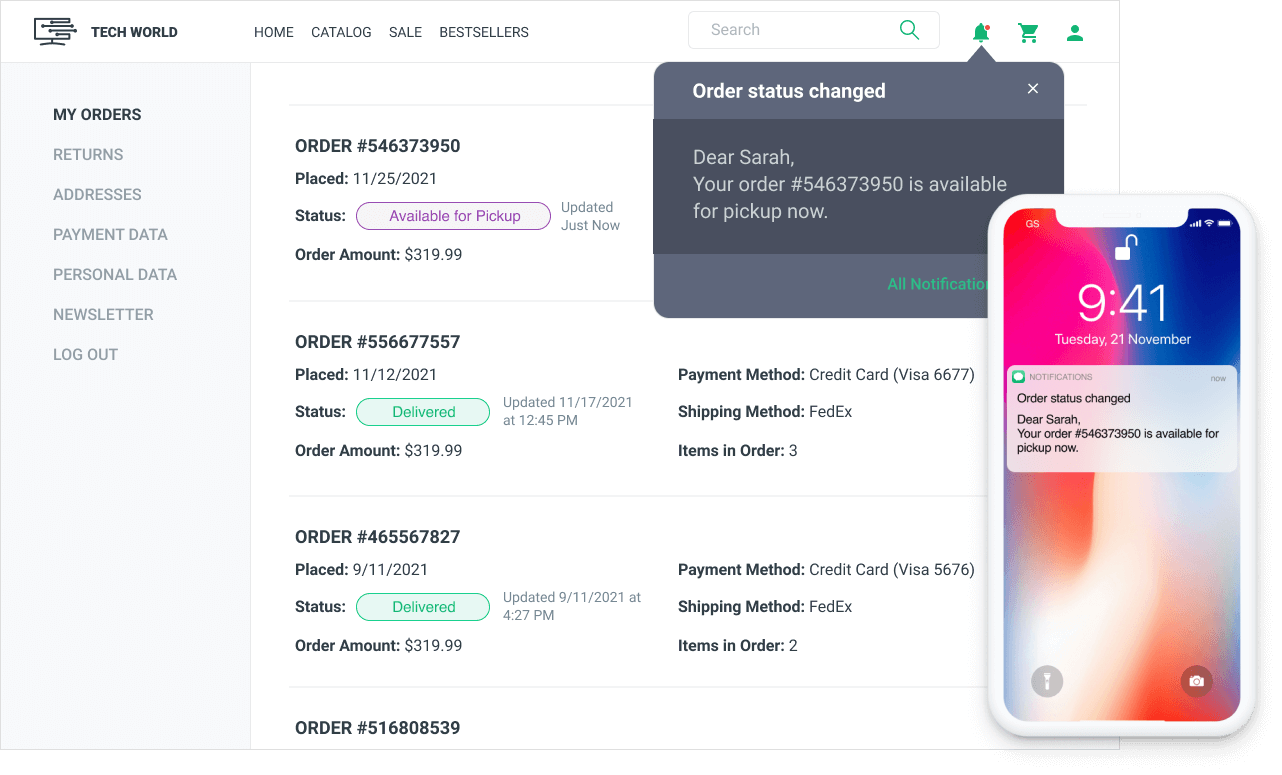 TECH WORLD
HOME CATALOG SALE BESTSELLERS
Search
MY ORDERS
RETURNS
ADDRESSES
PAYMENT DATA
PERSONAL DATA
NEWSLETTER
LOG OUT
ORDER #546373950
Placed: 11/25/2021
Status: Available for Pickup Updated
Just Now
Order Amount: $319.99
ORDER #556677557
Placed: 11/12/2021
Status: Delivered Updated 11/17/2021
at 12:45 PM
Order Amount: $319.99
Payment Method: Credit Card (Visa 6677)
Shipping Method: FedEx
Items in Order: 3
ORDER #465567827
Placed: 9/11/2021
Status: Delivered Updated 9/11/2021 at
4:27 PM
Order Amount: $319.99
Payment Method: Credit Card (Visa 5676)
Shipping Method: FedEx
Items in Order: 2
ORDER #516808539
Order status changed
Dear Sarah,
Your order #546373950 is available
for pickup now.
All Notification
GS
9:41
Tuesday, 21 November
NOTIFICATIONS now
Order status changed
Dear Sarah,
Your order #546373950 is available for
pickup now.